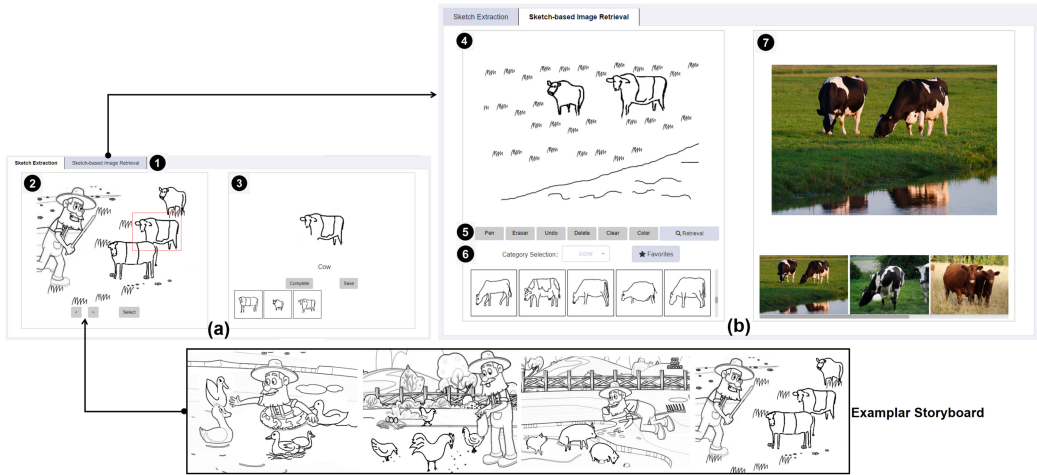 Sketch Extraction
Sketch-based Image Retrieval
4
7
Sketch Extraction
Sketch-based Image Retrieval
1
2
3
5
Pen
Eraser
Undo
Delete
Clear
Color
Retrieval
6
Category Selection:
COW
Favorites
Cow
Complete
Save
<
>
Select
(a)
(b)
Examplar Storyboard